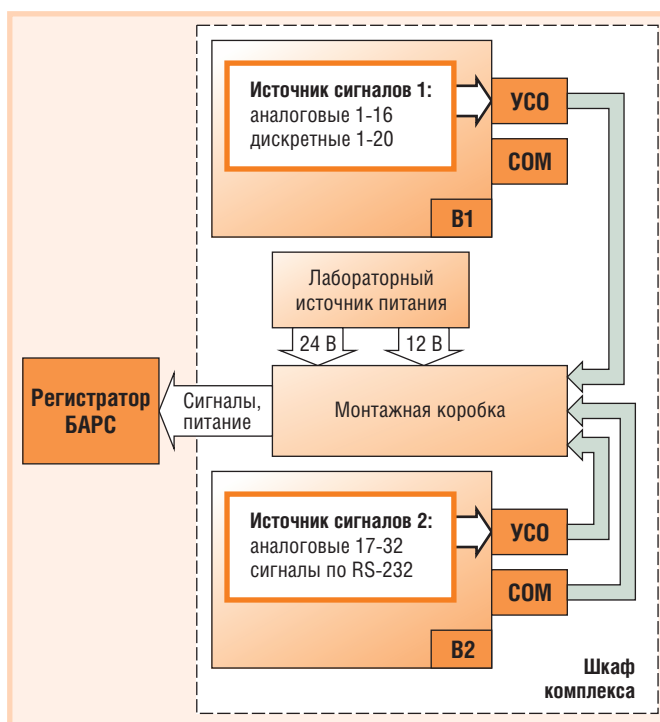 Источник сигналов 1:
аналоговые 1-16
дискретные 1-20
УСО
COM
B1
Лабораторный
источник питания
24 В
12 В
Регистратор
БАРС
Сигналы,
питание
Монтажная коробка
Источник сигналов 2:
аналоговые 17-32
сигналы по RS-232
УСО
COM
B2
Шкаф
комплекса